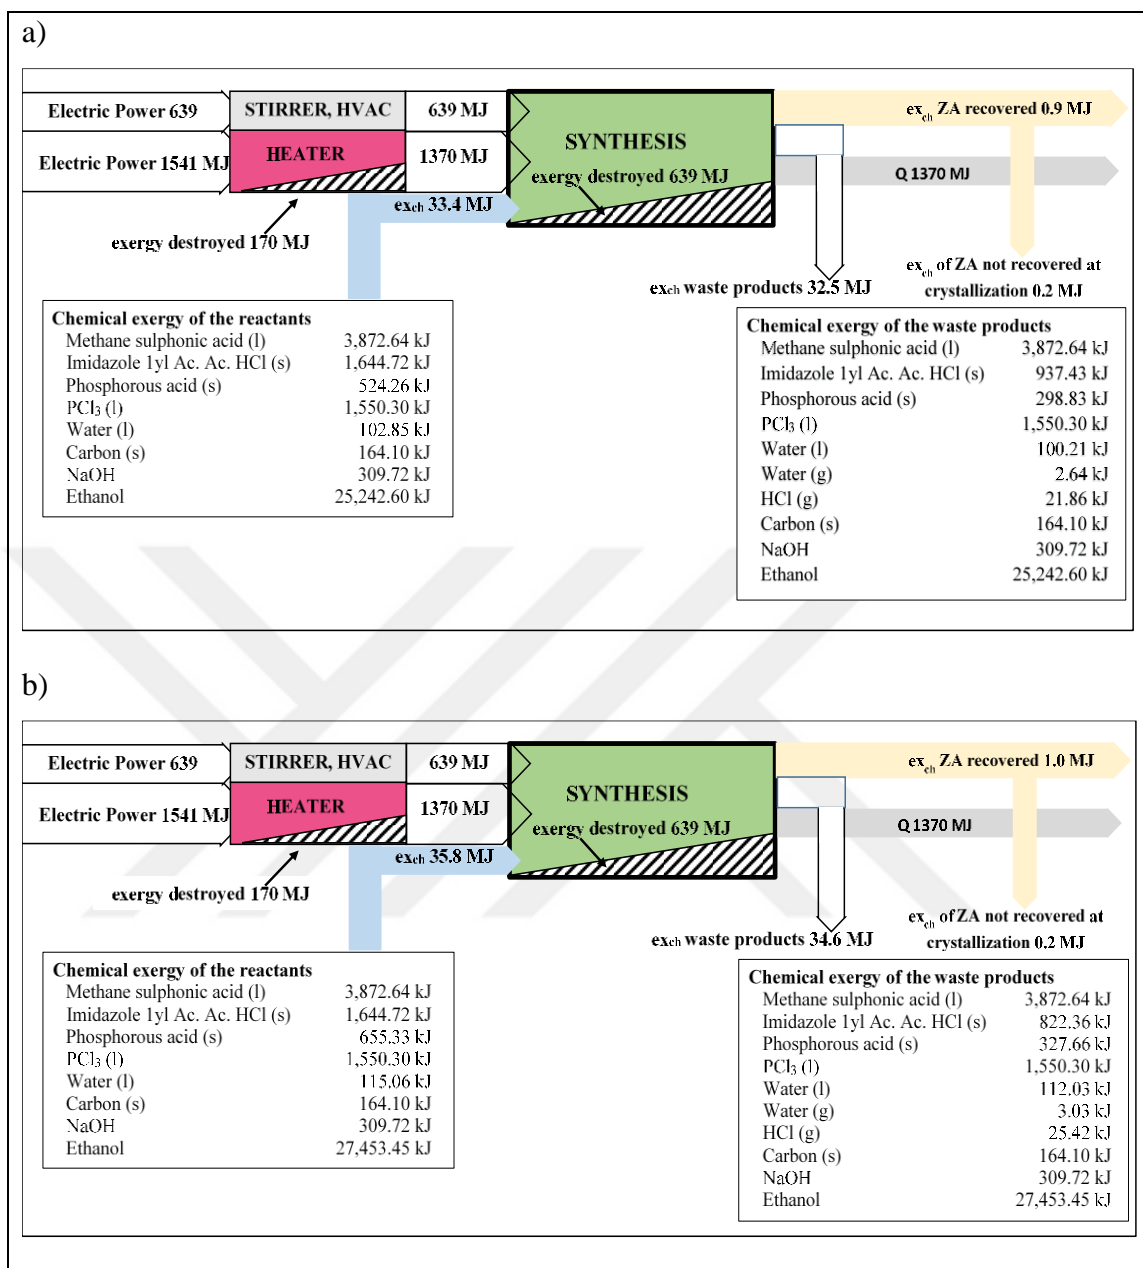 a)
Electric Power 639
STIRRER, HVAC
639 MJ
exch ZA recovered 0.9 MJ
Electric Power 1541 MJ
HEATER
1370 MJ
SYNTHESIS
exergy destroyed 639 MJ
Q 1370 MJ
exch 33.4 MJ
exergy destroyed 170 MJ
exch waste products 32.5 MJ
exch of ZA not recovered at
crystallization 0.2 MJ
Chemical exergy of the reactants
Methane sulphonic acid (l) 3,872.64 kJ
Imidazole 1yl Ac. Ac. HCl (s) 1,644.72 kJ
Phosphorous acid (s) 524.26 kJ
PCl₃ (l) 1,550.30 kJ
Water (l) 102.85 kJ
Carbon (s) 164.10 kJ
NaOH 309.72 kJ
Ethanol 25,242.60 kJ
Chemical exergy of the waste products
Methane sulphonic acid (l) 3,872.64 kJ
Imidazole 1yl Ac. Ac. HCl (s) 937.43 kJ
Phosphorous acid (s) 298.83 kJ
PCl₃ (l) 1,550.30 kJ
Water (l) 100.21 kJ
Water (g) 2.64 kJ
HCl (g) 21.86 kJ
Carbon (s) 164.10 kJ
NaOH 309.72 kJ
Ethanol 25,242.60 kJ
b)
Electric Power 639
STIRRER, HVAC
639 MJ
exch ZA recovered 1.0 MJ
Electric Power 1541 MJ
HEATER
1370 MJ
SYNTHESIS
exergy destroyed 639 MJ
Q 1370 MJ
exch 35.8 MJ
exergy destroyed 170 MJ
exch waste products 34.6 MJ
exch of ZA not recovered at
crystallization 0.2 MJ
Chemical exergy of the reactants
Methane sulphonic acid (l) 3,872.64 kJ
Imidazole 1yl Ac. Ac. HCl (s) 1,644.72 kJ
Phosphorous acid (s) 655.33 kJ
PCl₃ (l) 1,550.30 kJ
Water (l) 115.06 kJ
Carbon (s) 164.10 kJ
NaOH 309.72 kJ
Ethanol 27,453.45 kJ
Chemical exergy of the waste products
Methane sulphonic acid (l) 3,872.64 kJ
Imidazole 1yl Ac. Ac. HCl (s) 822.36 kJ
Phosphorous acid (s) 327.66 kJ
PCl₃ (l) 1,550.30 kJ
Water (l) 112.03 kJ
Water (g) 3.03 kJ
HCl (g) 25.42 kJ
Carbon (s) 164.10 kJ
NaOH 309.72 kJ
Ethanol 27,453.45 kJ